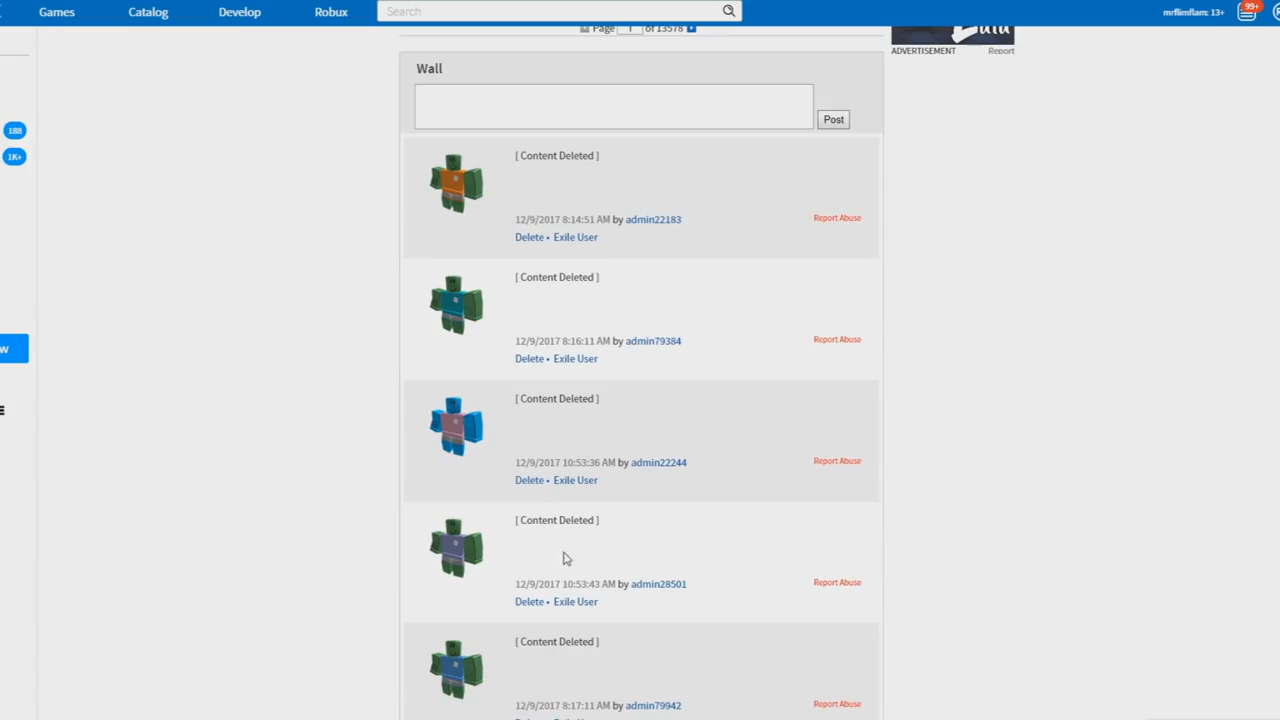 Games Catalog Develop Robux Search mrflimflam: 13+ 99+
Page 1 of 13578
ADVERTISEMENT Report
Wall
188
Post
1K+
[ Content Deleted ]
12/9/2017 8:14:51 AM by admin22183 Report Abuse
Delete • Exile User
[ Content Deleted ]
12/9/2017 8:16:11 AM by admin79384 Report Abuse
Delete • Exile User
[ Content Deleted ]
12/9/2017 10:53:36 AM by admin22244 Report Abuse
Delete • Exile User
[ Content Deleted ]
12/9/2017 10:53:43 AM by admin28501 Report Abuse
Delete • Exile User
[ Content Deleted ]
12/9/2017 8:17:11 AM by admin79942 Report Abuse